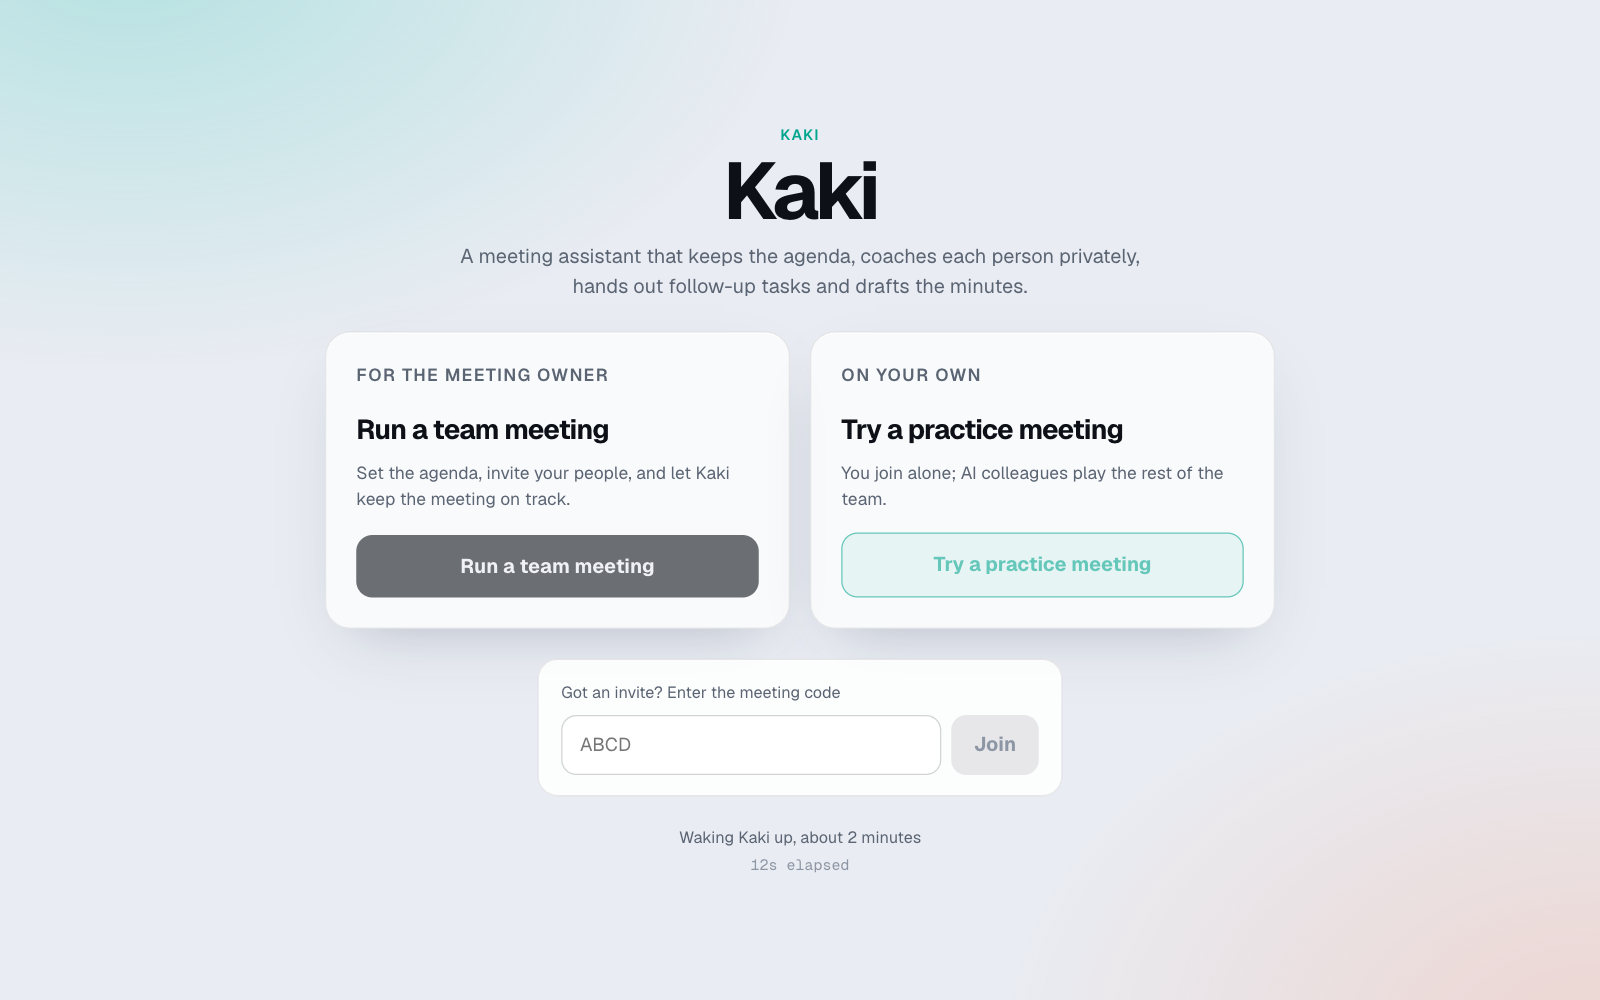 KAKI
Kaki
A meeting assistant that keeps the agenda, coaches each person privately,
hands out follow-up tasks and drafts the minutes.
FOR THE MEETING OWNER
Run a team meeting
Set the agenda, invite your people, and let Kaki
keep the meeting on track.
Run a team meeting
ON YOUR OWN
Try a practice meeting
You join alone; AI colleagues play the rest of the
team.
Try a practice meeting
Got an invite? Enter the meeting code
ABCD
Join
Waking Kaki up, about 2 minutes
12s elapsed